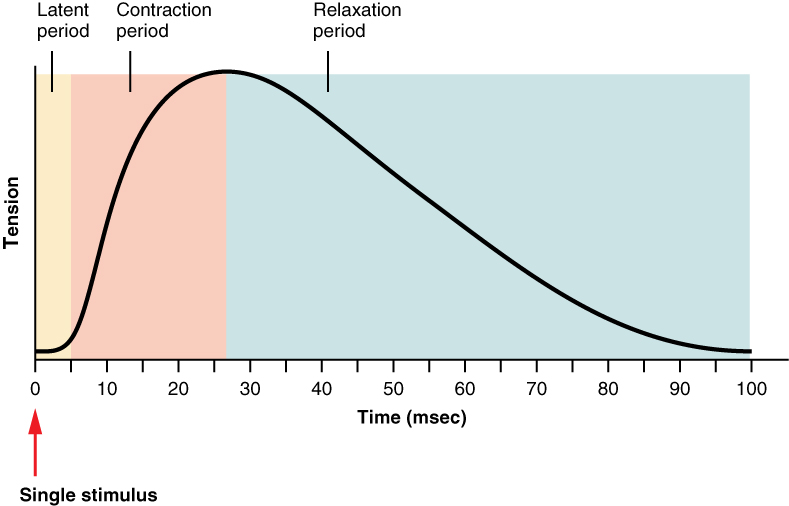 Latent
period
Contraction
period
Relaxation
period
Tension
0 10 20 30 40 50 60 70 80 90 100
Time (msec)
Single stimulus